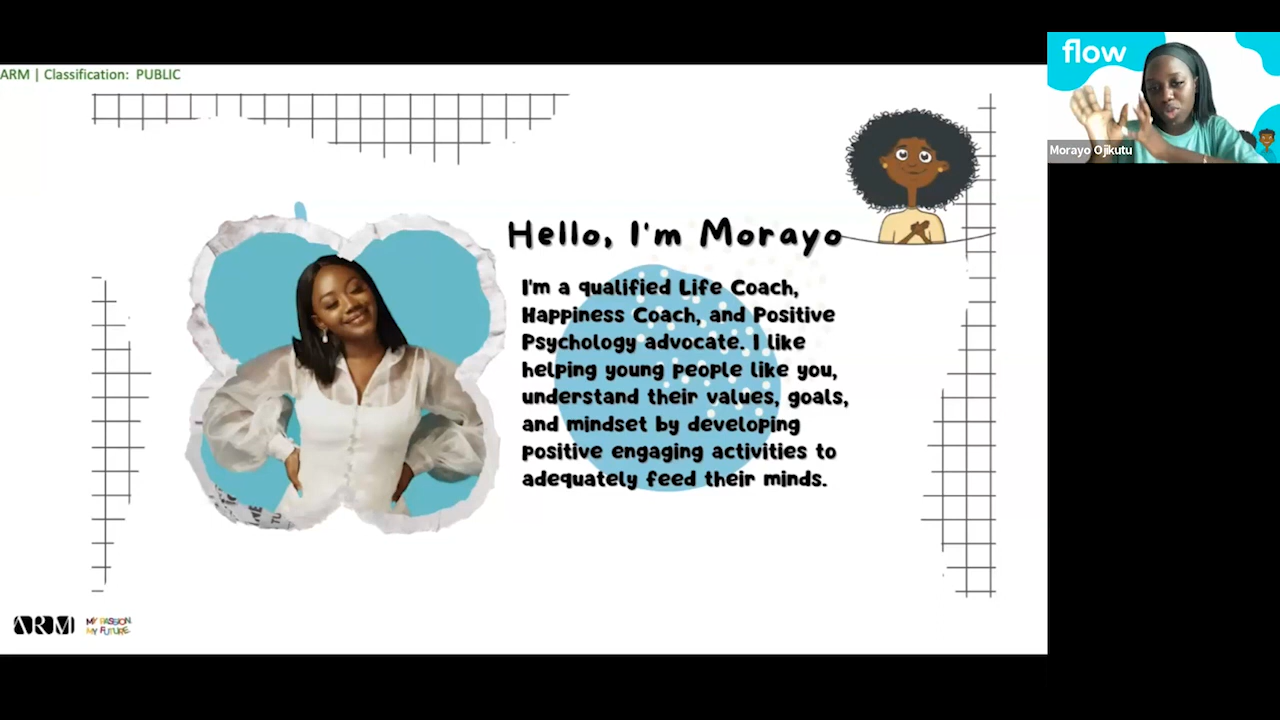 ARM | Classification: PUBLIC
flow
Morayo Ojikutu
Hello, I'm Morayo
I'm a qualified Life Coach,
Happiness Coach, and Positive
Psychology advocate. I like
helping young people like you,
understand their values, goals,
and mindset by developing
positive engaging activities to
adequately feed their minds.
ARM
MY PASSION.
MY FUTURE.